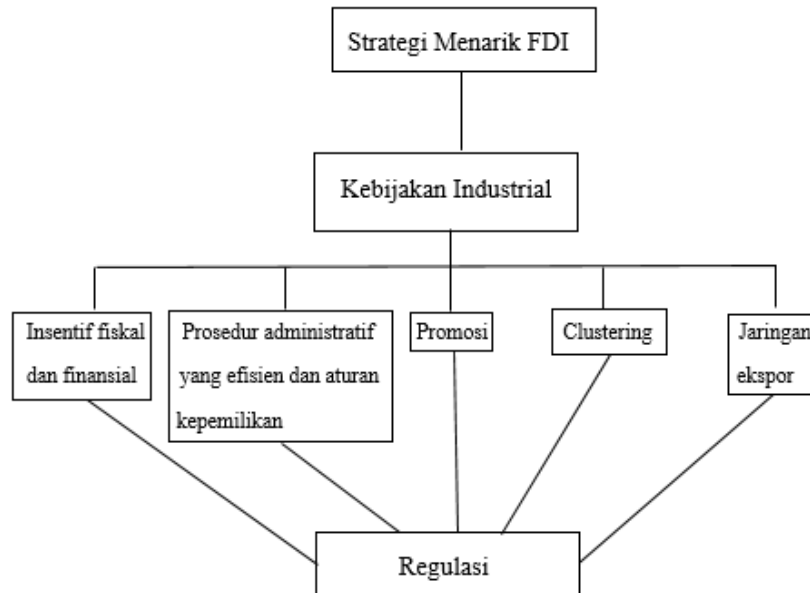 Strategi Menarik FDI
Kebijakan Industrial
Insentif fiskal
dan finansial
Prosedur administratif
yang efisien dan aturan
kepemilikan
Promosi
Clustering
Jaringan
ekspor
Regulasi